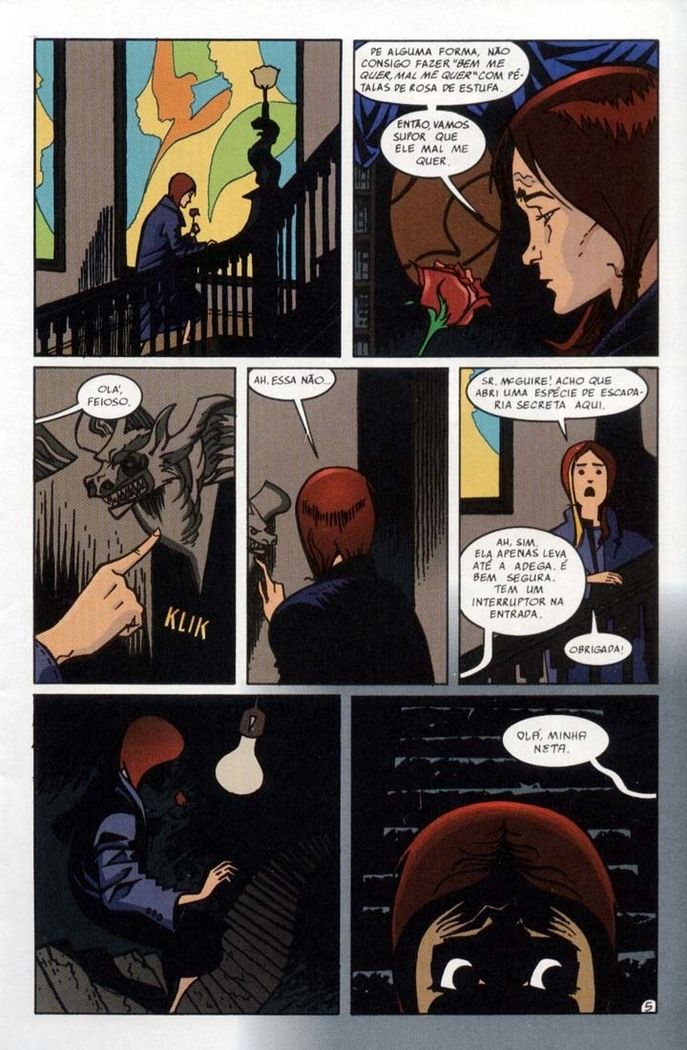 DE ALGUMA FORMA, NÃO
CONSIGO FAZER "BEM ME
QUER, MAL ME QUER" COM PÉ-
TALAS DE ROSA DE ESTUFA.
ENTÃO, VAMOS
SUPOR QUE
ELE MAL ME
QUER.
OLÁ,
FEIOSO.
KLIK
AH, ESSA NÃO...
SR. McGUIRE! ACHO QUE
ABRI UMA ESPÉCIE DE ESCADA-
RIA SECRETA AQUI.
AH, SIM.
ELA APENAS LEVA
ATÉ A ADEGA. É
BEM SEGURA.
TEM UM
INTERRUPTOR NA
ENTRADA.
OBRIGADA!
OLÁ, MINHA
NETA.
5